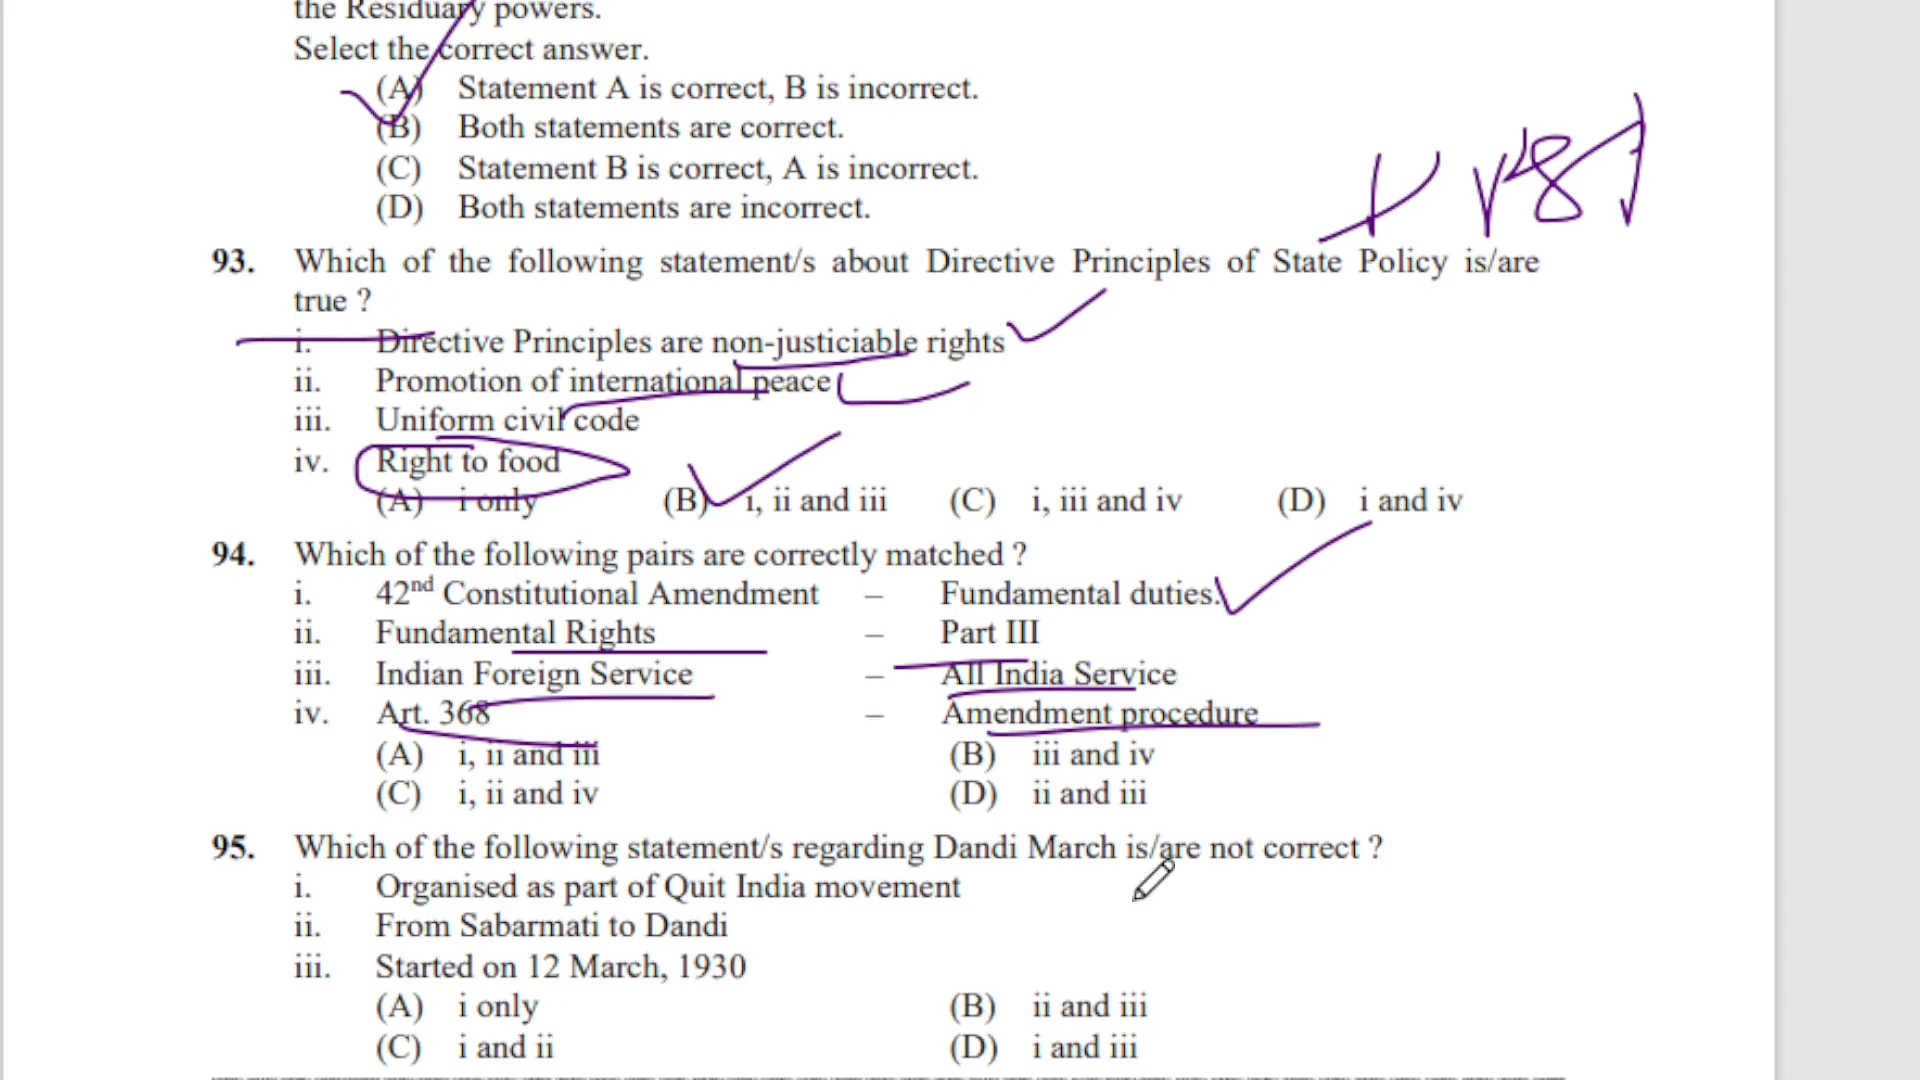 the Residuary powers.
Select the correct answer.
(A) Statement A is correct, B is incorrect.
(B) Both statements are correct.
(C) Statement B is correct, A is incorrect.
(D) Both statements are incorrect.
93. Which of the following statement/s about Directive Principles of State Policy is/are
true ?
i. Directive Principles are non-justiciable rights
ii. Promotion of international peace
iii. Uniform civil code
iv. Right to food
(A) i only (B) i, ii and iii (C) i, iii and iv (D) i and iv
94. Which of the following pairs are correctly matched ?
i. 42nd Constitutional Amendment – Fundamental duties.
ii. Fundamental Rights – Part III
iii. Indian Foreign Service – All India Service
iv. Art. 368 – Amendment procedure
(A) i, ii and iii (B) iii and iv
(C) i, ii and iv (D) ii and iii
95. Which of the following statement/s regarding Dandi March is/are not correct ?
i. Organised as part of Quit India movement
ii. From Sabarmati to Dandi
iii. Started on 12 March, 1930
(A) i only (B) ii and iii
(C) i and ii (D) i and iii